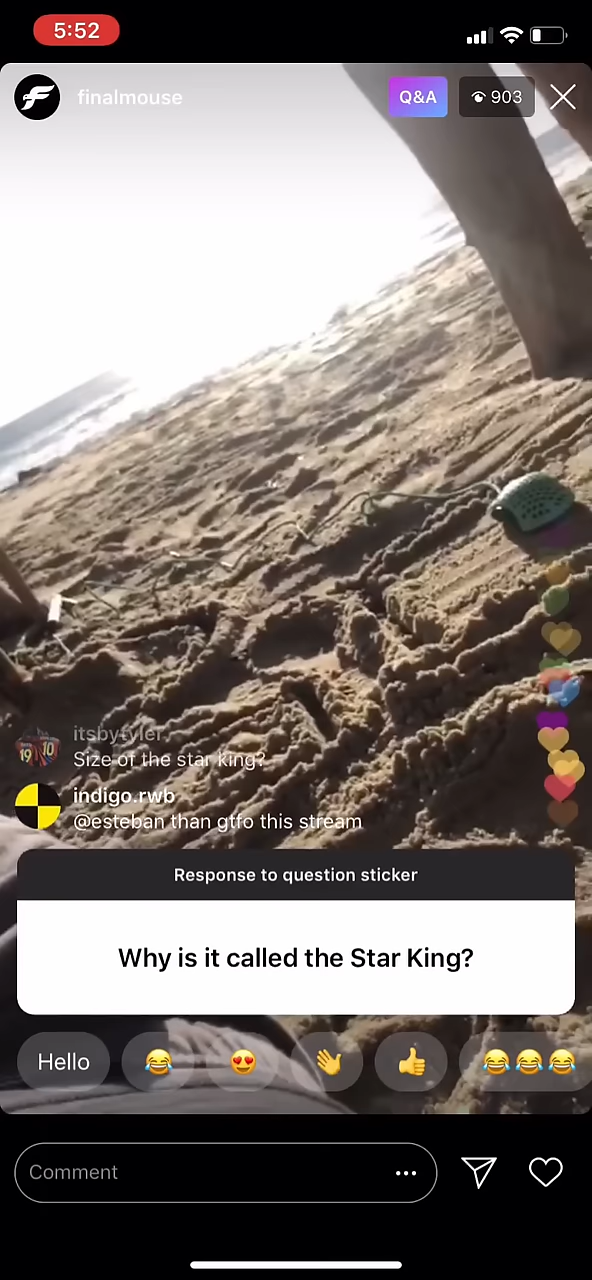 5:52
finalmouse
Q&A
903
itsbytyler.
Size of the star king?
indigo.rwb
@esteban than gtfo this stream
Response to question sticker
Why is it called the Star King?
Hello
Comment